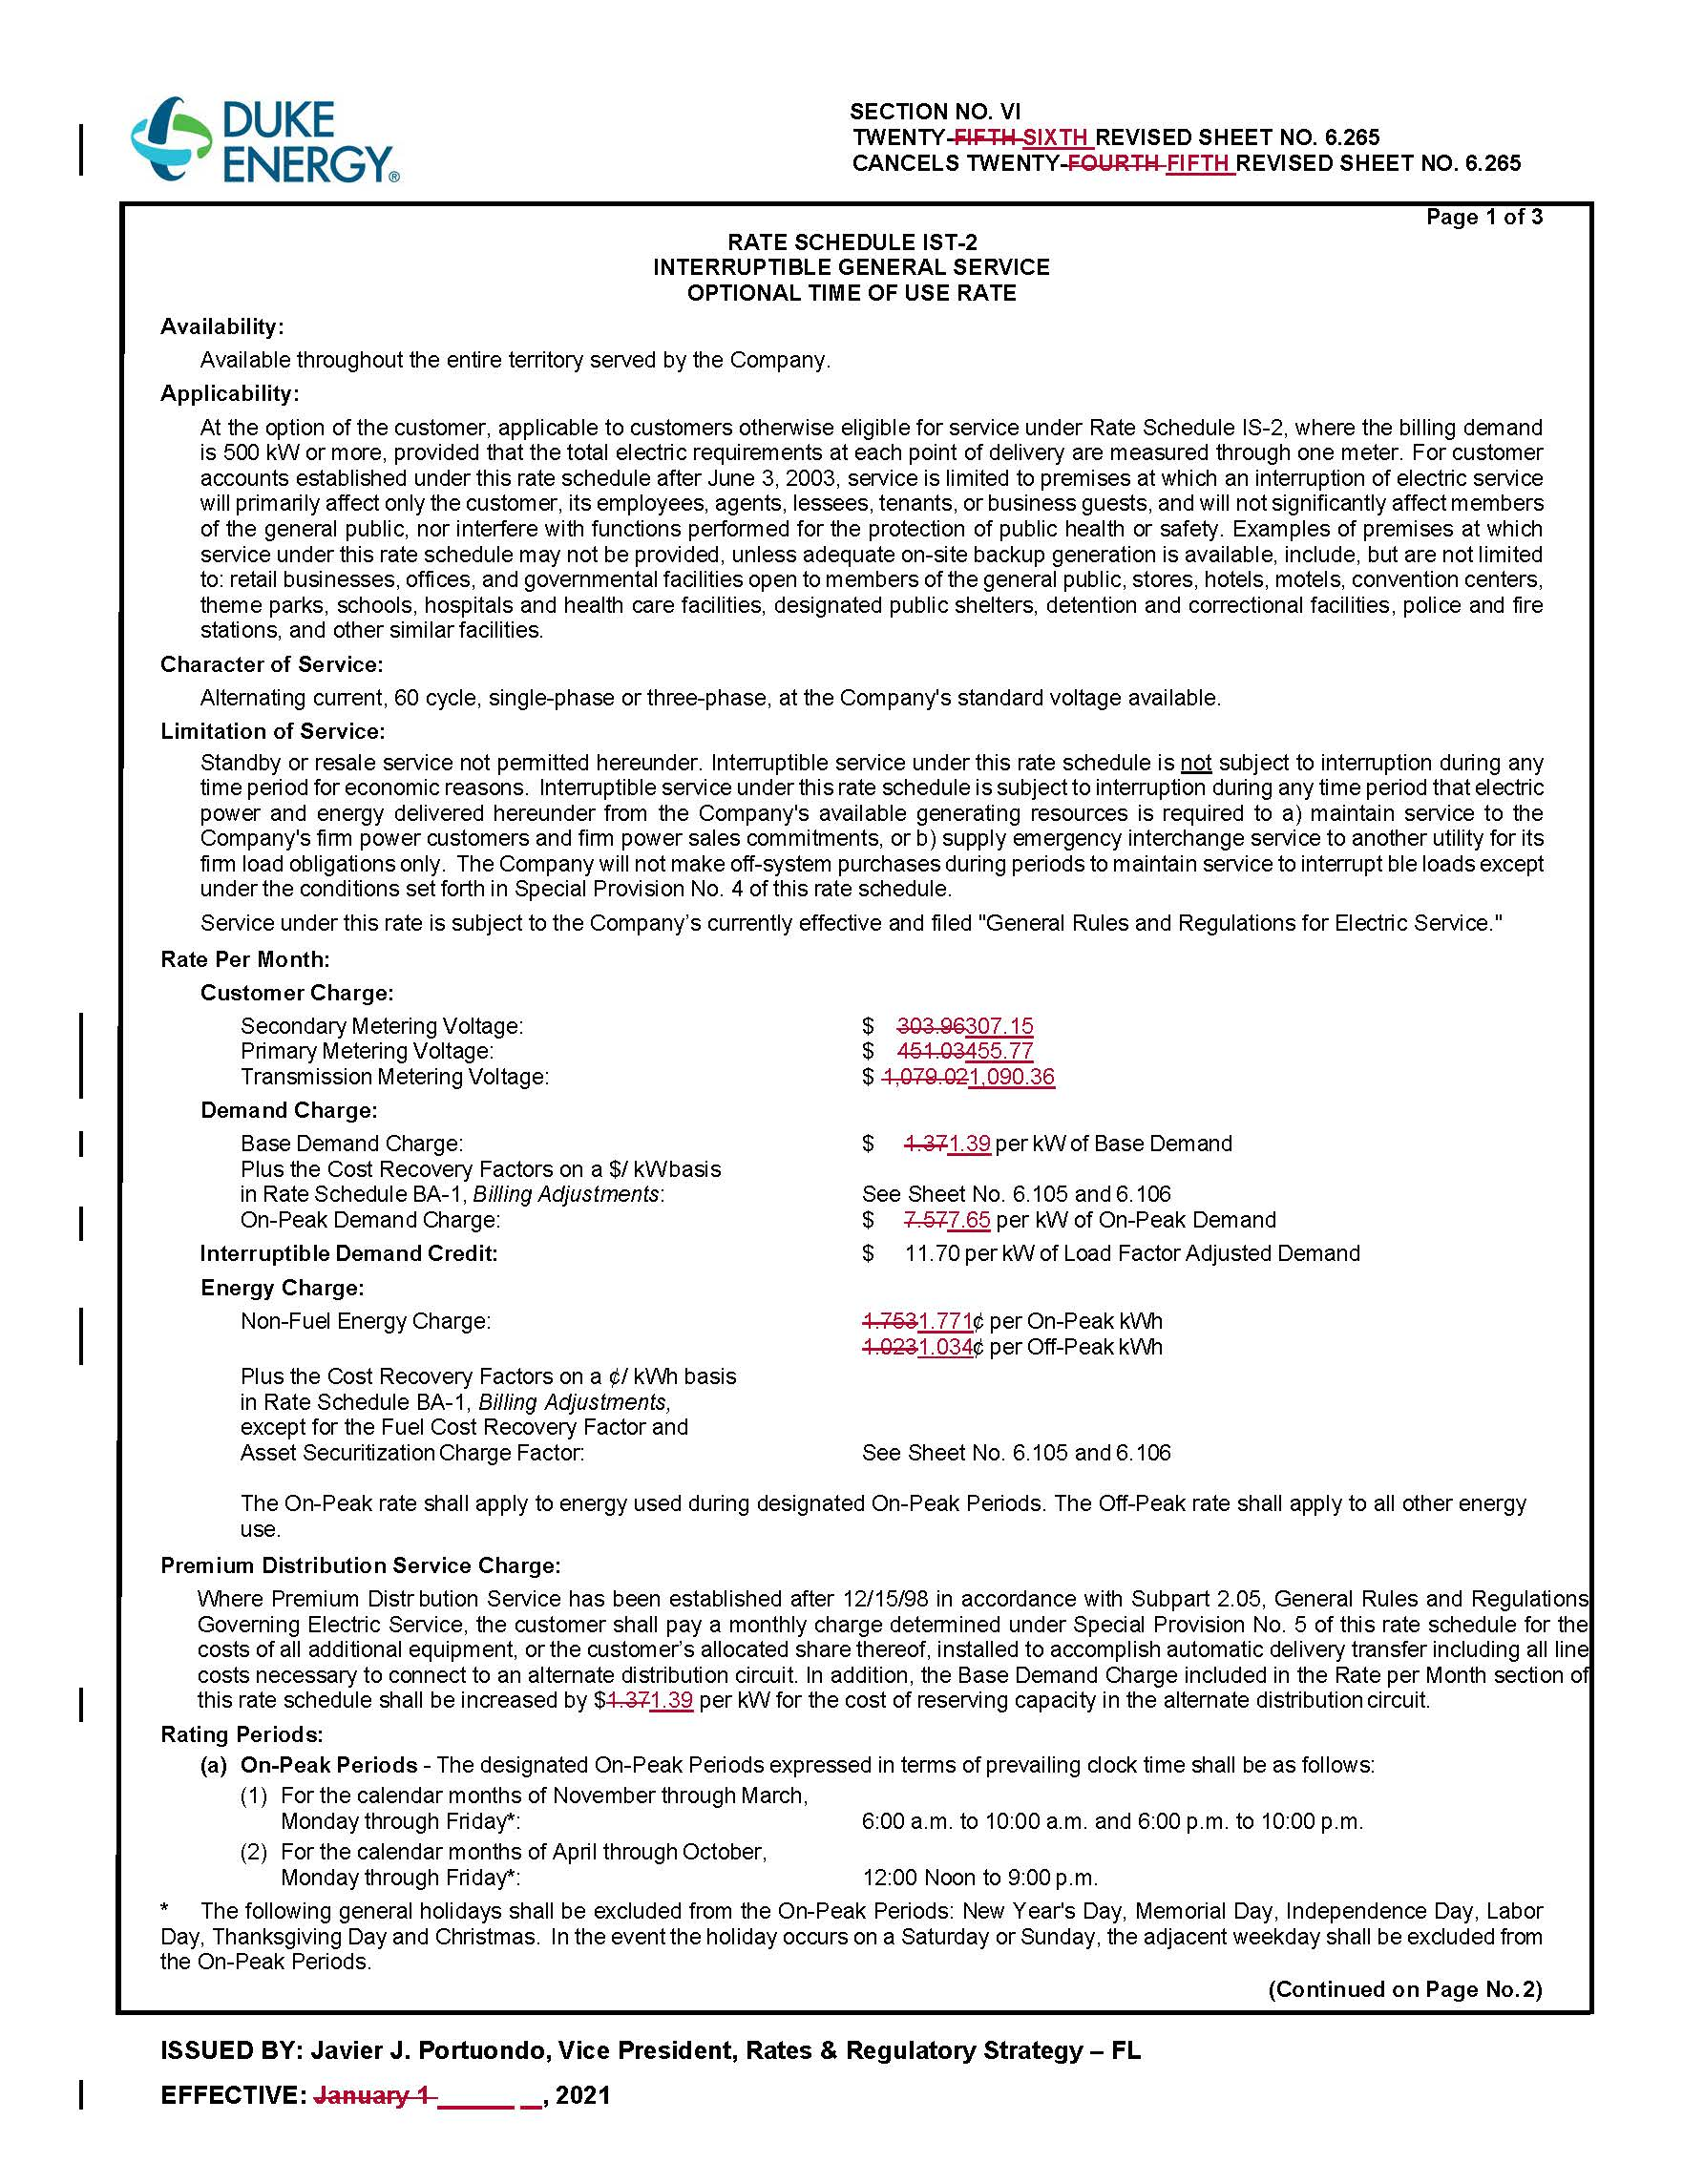 DUKE
ENERGY®
SECTION NO. VI
TWENTY-FIFTH SIXTH REVISED SHEET NO. 6.265
CANCELS TWENTY-FOURTH FIFTH REVISED SHEET NO. 6.265
Page 1 of 3
RATE SCHEDULE IST-2
INTERRUPTIBLE GENERAL SERVICE
OPTIONAL TIME OF USE RATE
Availability:
Available throughout the entire territory served by the Company.
Applicability:
At the option of the customer, applicable to customers otherwise eligible for service under Rate Schedule IS-2, where the billing demand
is 500 kW or more, provided that the total electric requirements at each point of delivery are measured through one meter. For customer
accounts established under this rate schedule after June 3, 2003, service is limited to premises at which an interruption of electric service
will primarily affect only the customer, its employees, agents, lessees, tenants, or business guests, and will not significantly affect members
of the general public, nor interfere with functions performed for the protection of public health or safety. Examples of premises at which
service under this rate schedule may not be provided, unless adequate on-site backup generation is available, include, but are not limited
to: retail businesses, offices, and governmental facilities open to members of the general public, stores, hotels, motels, convention centers,
theme parks, schools, hospitals and health care facilities, designated public shelters, detention and correctional facilities, police and fire
stations, and other similar facilities.
Character of Service:
Alternating current, 60 cycle, single-phase or three-phase, at the Company's standard voltage available.
Limitation of Service:
Standby or resale service not permitted hereunder. Interruptible service under this rate schedule is not subject to interruption during any
time period for economic reasons. Interruptible service under this rate schedule is subject to interruption during any time period that electric
power and energy delivered hereunder from the Company's available generating resources is required to a) maintain service to the
Company's firm power customers and firm power sales commitments, or b) supply emergency interchange service to another utility for its
firm load obligations only. The Company will not make off-system purchases during periods to maintain service to interrupt ble loads except
under the conditions set forth in Special Provision No. 4 of this rate schedule.
Service under this rate is subject to the Company’s currently effective and filed "General Rules and Regulations for Electric Service."
Rate Per Month:
Customer Charge:
Secondary Metering Voltage: $ 303.96307.15
Primary Metering Voltage: $ 451.03455.77
Transmission Metering Voltage: $ 1,079.021,090.36
Demand Charge:
Base Demand Charge: $ 1.371.39 per kW of Base Demand
Plus the Cost Recovery Factors on a $/ kW basis
in Rate Schedule BA-1, Billing Adjustments: See Sheet No. 6.105 and 6.106
On-Peak Demand Charge: $ 7.577.65 per kW of On-Peak Demand
Interruptible Demand Credit: $ 11.70 per kW of Load Factor Adjusted Demand
Energy Charge:
Non-Fuel Energy Charge: 1.7531.771¢ per On-Peak kWh
1.0231.034¢ per Off-Peak kWh
Plus the Cost Recovery Factors on a ¢/ kWh basis
in Rate Schedule BA-1, Billing Adjustments,
except for the Fuel Cost Recovery Factor and
Asset Securitization Charge Factor: See Sheet No. 6.105 and 6.106
The On-Peak rate shall apply to energy used during designated On-Peak Periods. The Off-Peak rate shall apply to all other energy
use.
Premium Distribution Service Charge:
Where Premium Distr bution Service has been established after 12/15/98 in accordance with Subpart 2.05, General Rules and Regulations
Governing Electric Service, the customer shall pay a monthly charge determined under Special Provision No. 5 of this rate schedule for the
costs of all additional equipment, or the customer’s allocated share thereof, installed to accomplish automatic delivery transfer including all line
costs necessary to connect to an alternate distribution circuit. In addition, the Base Demand Charge included in the Rate per Month section of
this rate schedule shall be increased by $1.371.39 per kW for the cost of reserving capacity in the alternate distribution circuit.
Rating Periods:
(a) On-Peak Periods - The designated On-Peak Periods expressed in terms of prevailing clock time shall be as follows:
(1) For the calendar months of November through March,
Monday through Friday*: 6:00 a.m. to 10:00 a.m. and 6:00 p.m. to 10:00 p.m.
(2) For the calendar months of April through October,
Monday through Friday*: 12:00 Noon to 9:00 p.m.
* The following general holidays shall be excluded from the On-Peak Periods: New Year's Day, Memorial Day, Independence Day, Labor
Day, Thanksgiving Day and Christmas. In the event the holiday occurs on a Saturday or Sunday, the adjacent weekday shall be excluded from
the On-Peak Periods.
(Continued on Page No. 2)
ISSUED BY: Javier J. Portuondo, Vice President, Rates & Regulatory Strategy – FL
EFFECTIVE: January 1 ______ __, 2021